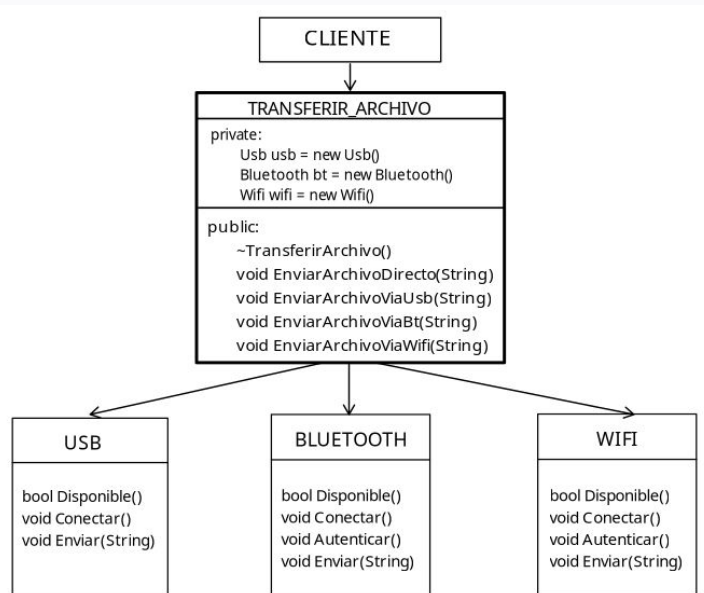 CLIENTE
TRANSFERIR_ARCHIVO
private:
Usb usb = new Usb()
Bluetooth bt = new Bluetooth()
Wifi wifi = new Wifi()
public:
~TransferirArchivo()
void EnviarArchivoDirecto(String)
void EnviarArchivoViaUsb(String)
void EnviarArchivoViaBt(String)
void EnviarArchivoViaWifi(String)
USB
bool Disponible()
void Conectar()
void Enviar(String)
BLUETOOTH
bool Disponible()
void Conectar()
void Autenticar()
void Enviar(String)
WIFI
bool Disponible()
void Conectar()
void Autenticar()
void Enviar(String)